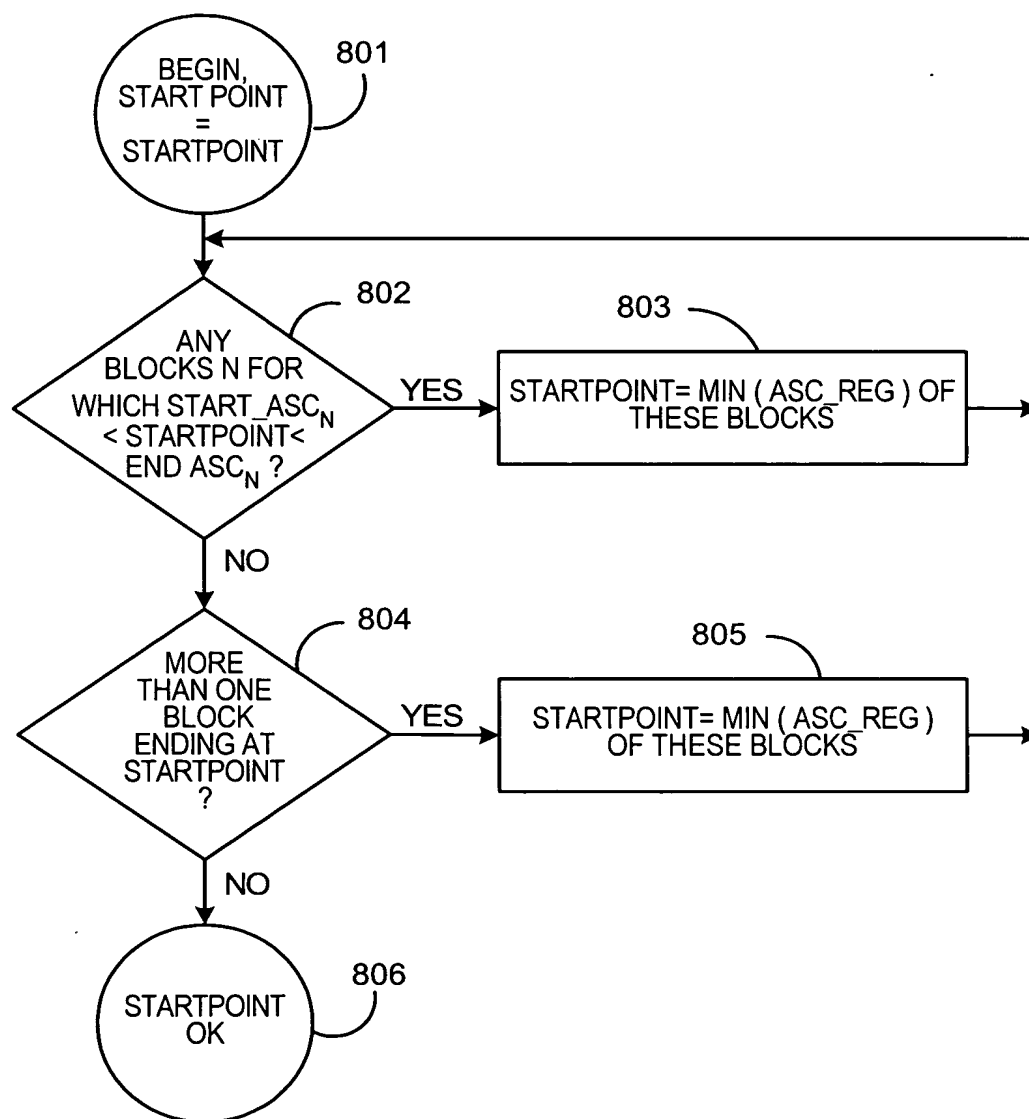 BEGIN,
START POINT
=
STARTPOINT
801
802
ANY
BLOCKS N FOR
WHICH START_ASC_N
< STARTPOINT<
END ASC_N ?
YES
803
STARTPOINT= MIN ( ASC_REG ) OF
THESE BLOCKS
NO
804
MORE
THAN ONE
BLOCK
ENDING AT
STARTPOINT
?
YES
805
STARTPOINT= MIN ( ASC_REG )
OF THESE BLOCKS
NO
806
STARTPOINT
OK